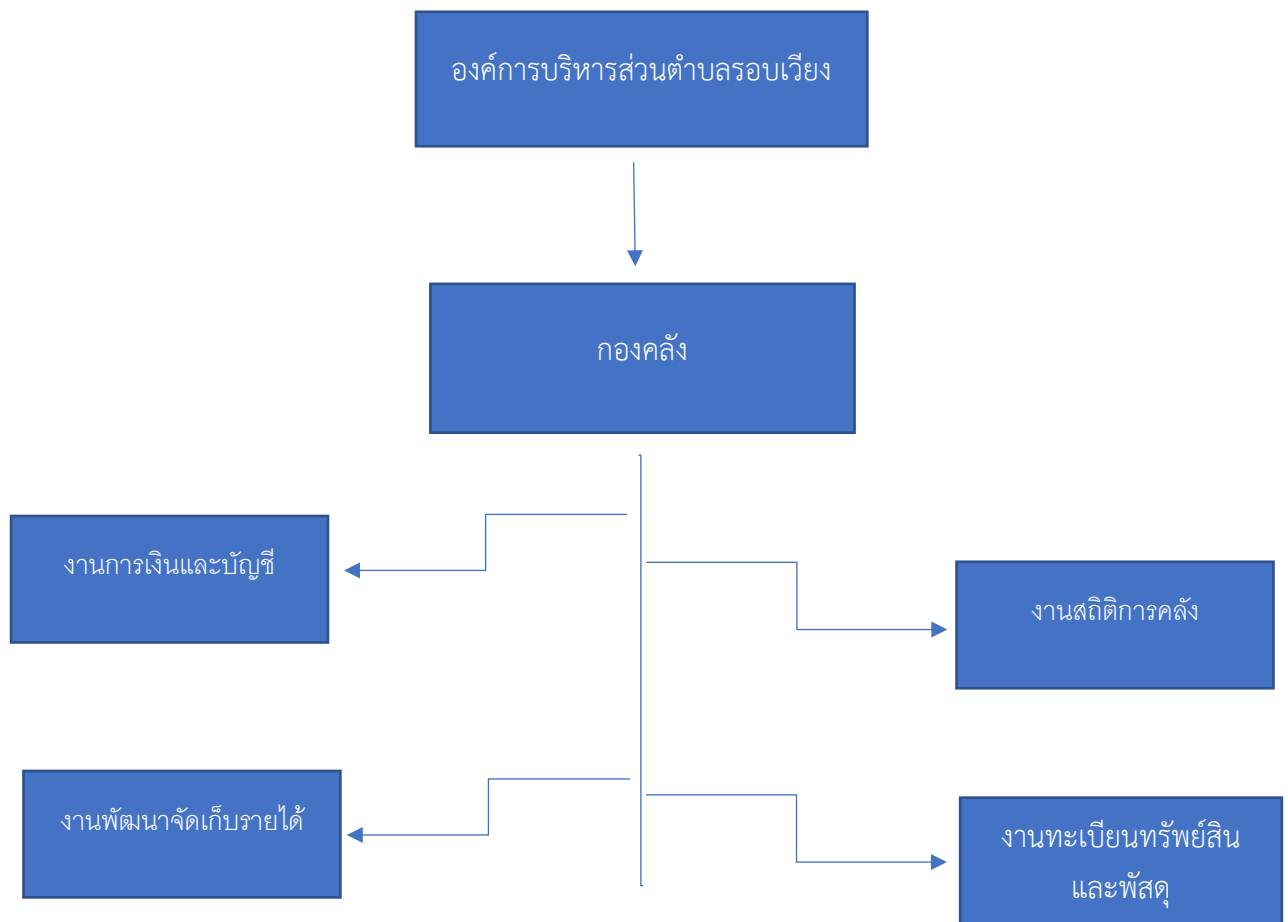 องค์การบริหารส่วนตำบลรอบเวียง
กองคลัง
งานการเงินและบัญชี
งานสถิติการคลัง
งานพัฒนาจัดเก็บรายได้
งานทะเบียนทรัพย์สิน
และพัสดุ